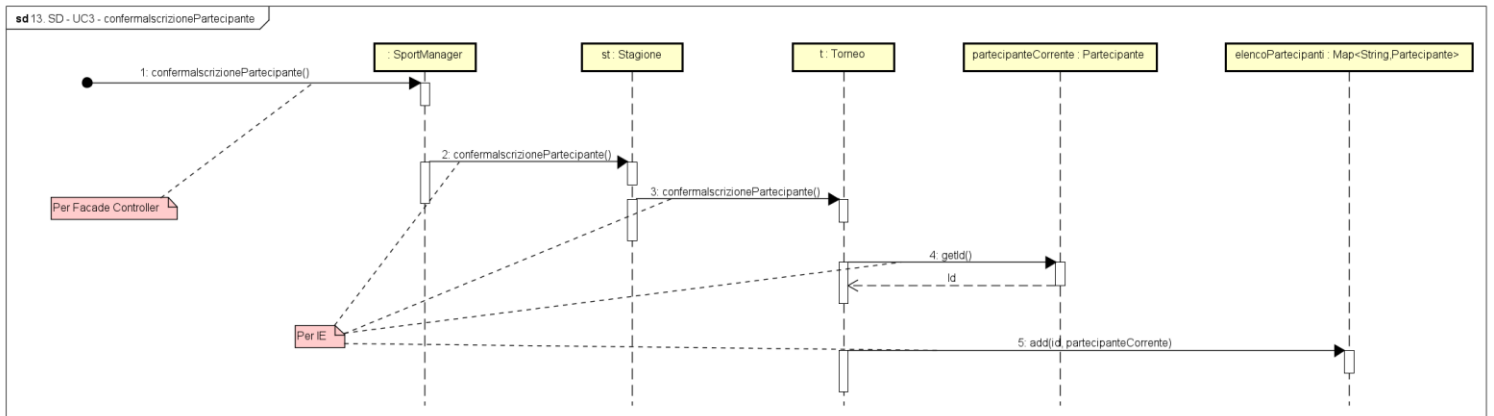 sd 13. SD - UC3 - confermaIscrizionePartecipante
: SportManager
st : Stagione
t : Torneo
partecipanteCorrente : Partecipante
elencoPartecipanti : Map<String,Partecipante>
1: confermaIscrizionePartecipante()
2: confermaIscrizionePartecipante()
3: confermaIscrizionePartecipante()
Per Facade Controller
4: getId()
Id
Per IE
5: add(id, partecipanteCorrente)